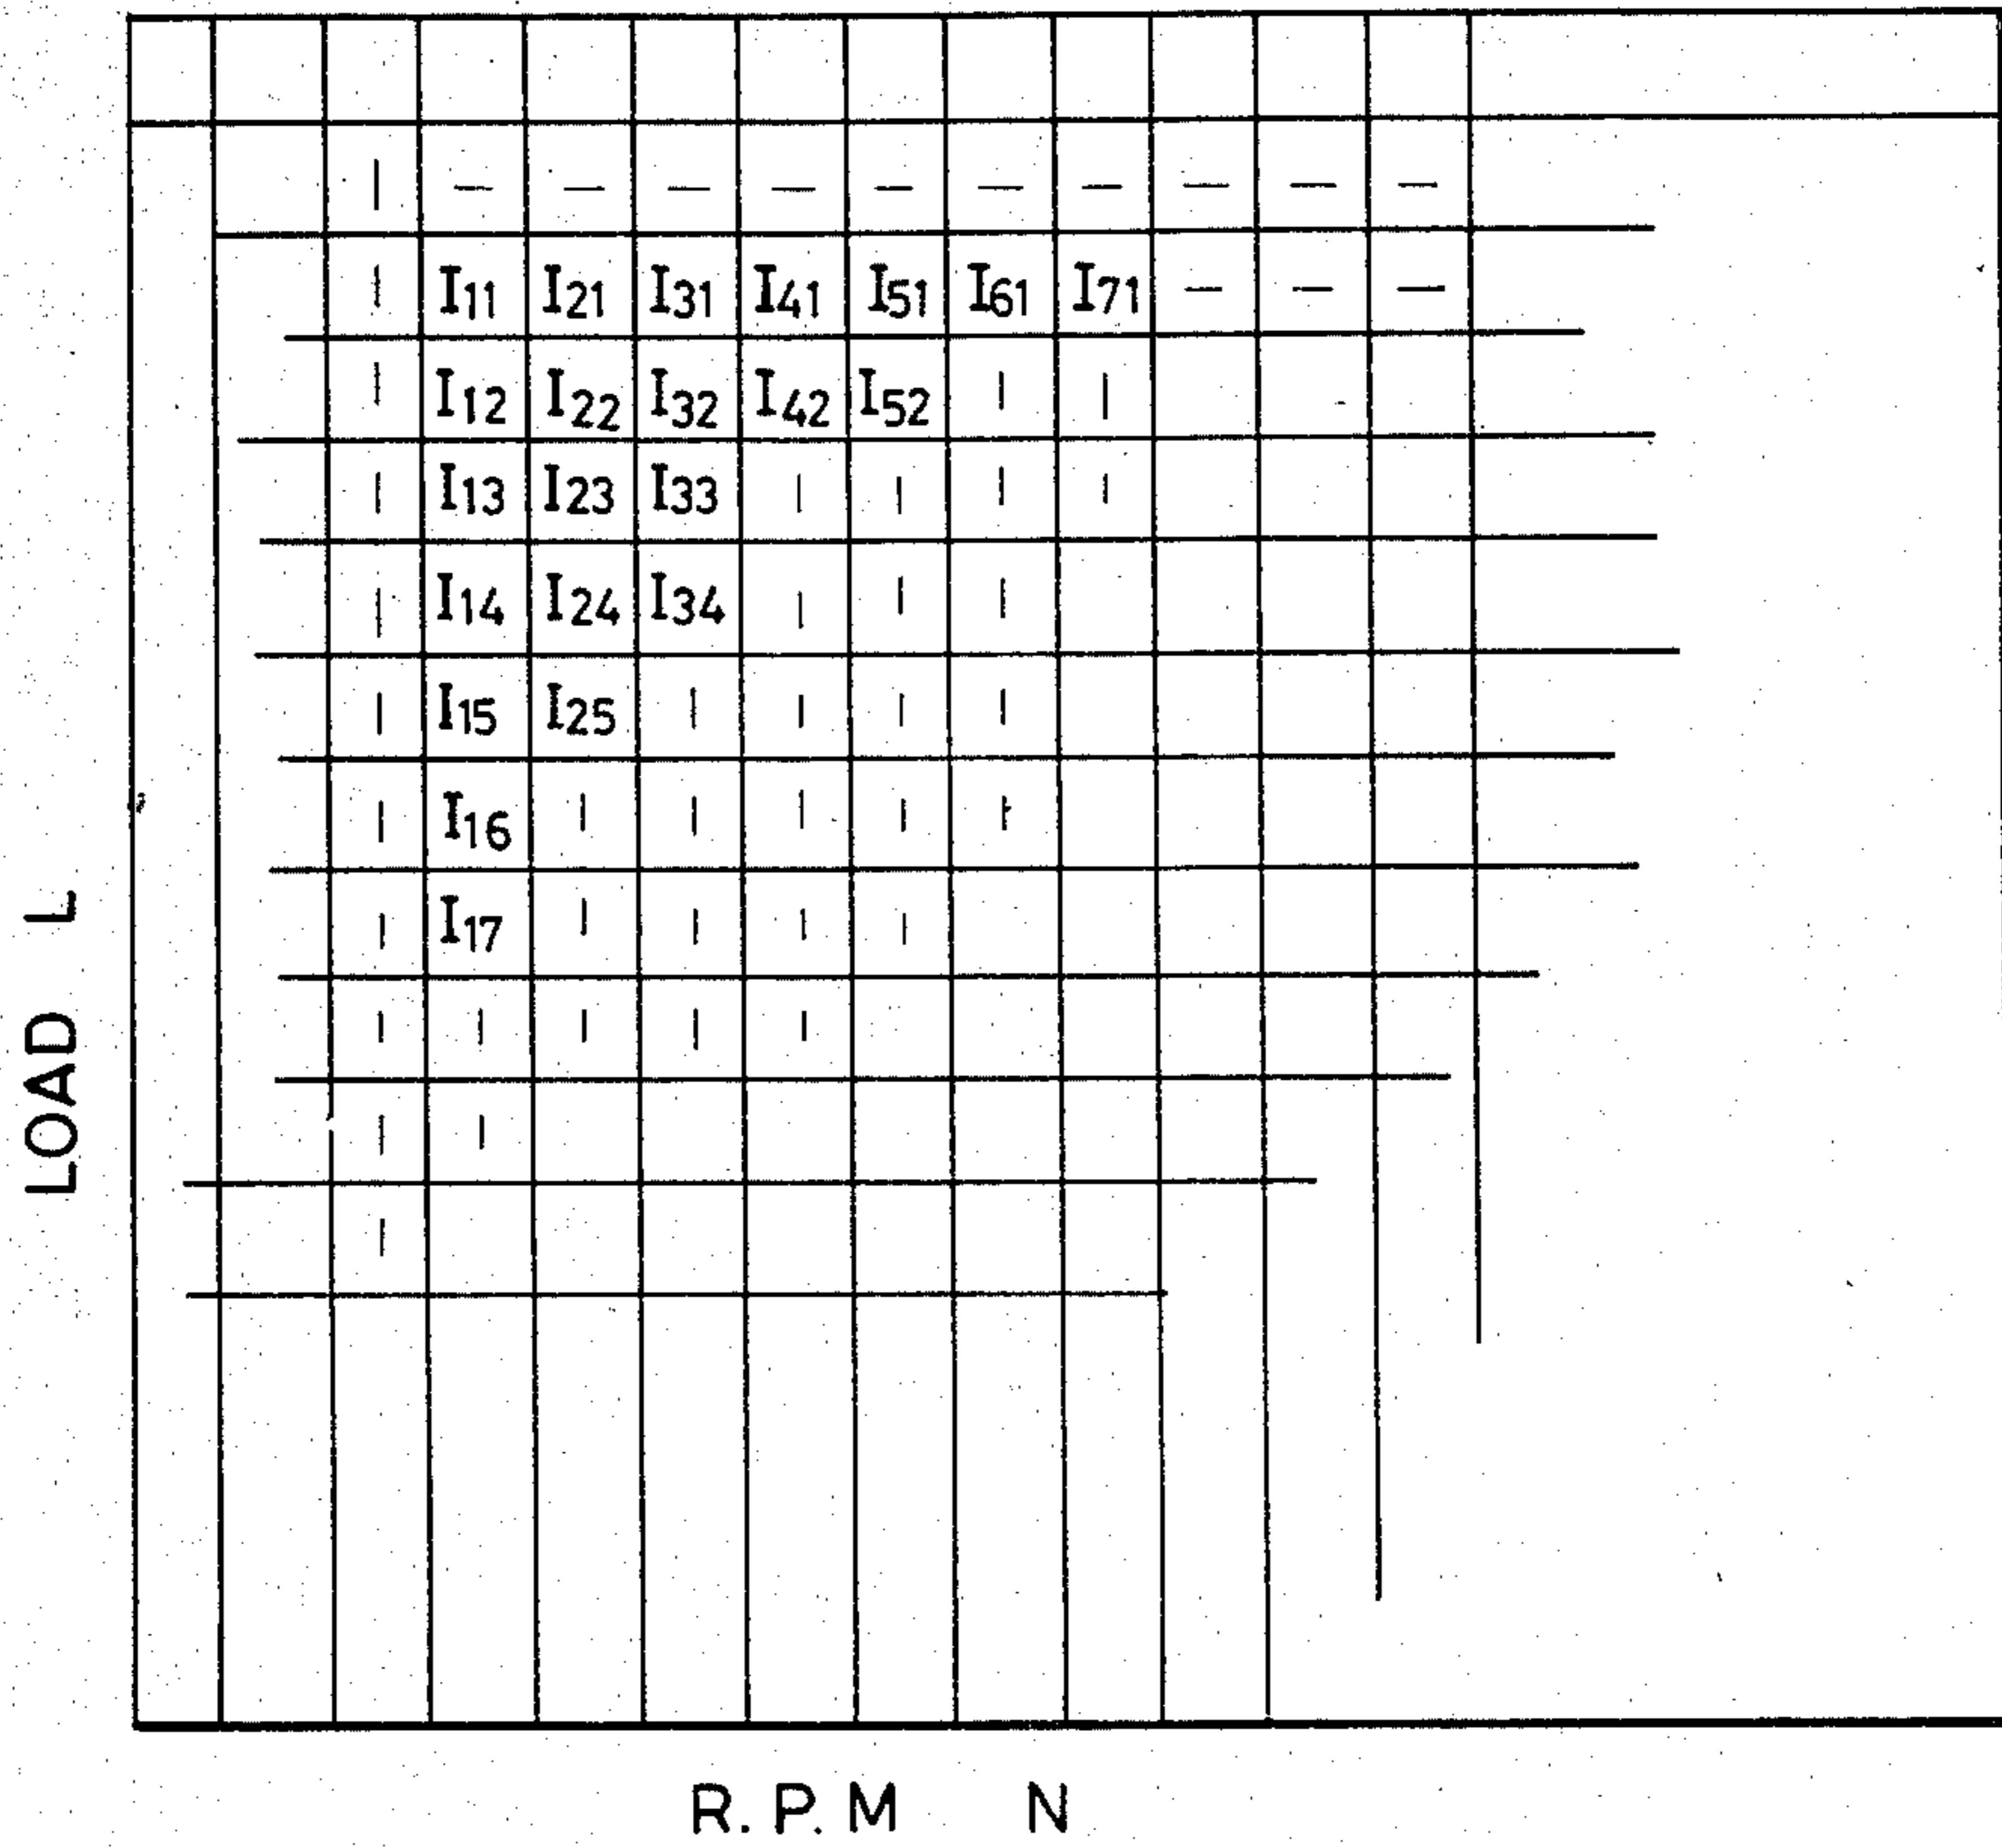 I11 I21 I31 I41 I51 I61 I71
I12 I22 I32 I42 I52
I13 I23 I33
I14 I24 I34
I15 I25
I16
I17
LOAD L
R.P.M N